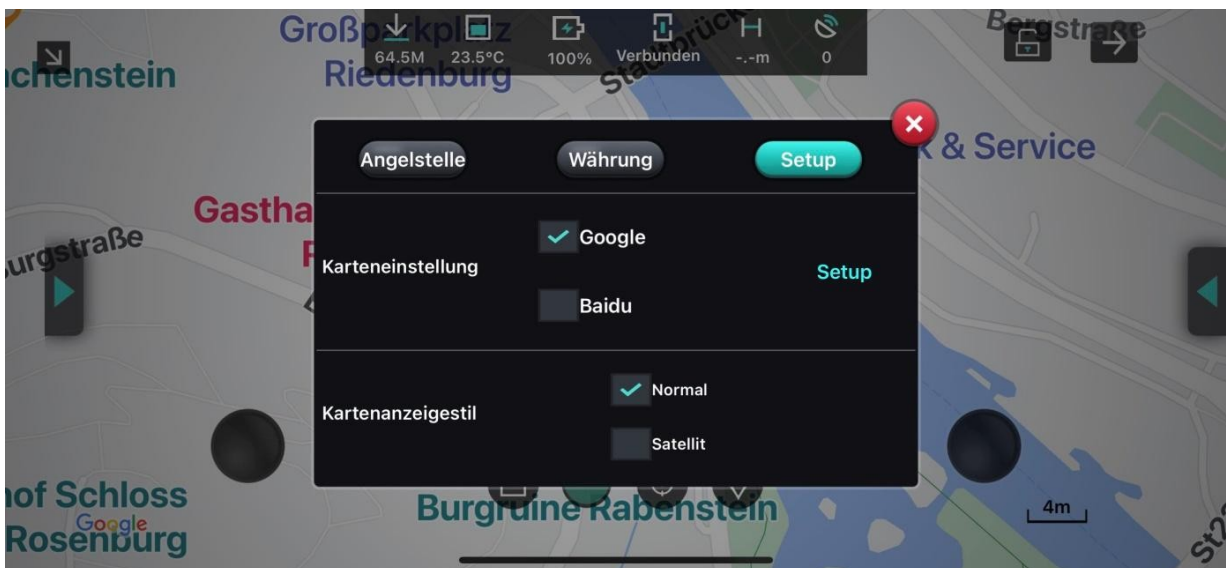 Großparkplatz
Riedenburg
64.5M
23.5°C
100%
Verbunden
-.-m
0
Stadtbrücke
Bergstraße
chenstein
Angelstelle
Währung
Setup
k & Service
Gastha
F
urgstraße
Karteneinstellung
Google
Baidu
Setup
Kartenanzeigestil
Normal
Satellit
hof Schloss
Rosenburg
Google
Burgruine Rabenstein
4m
St2